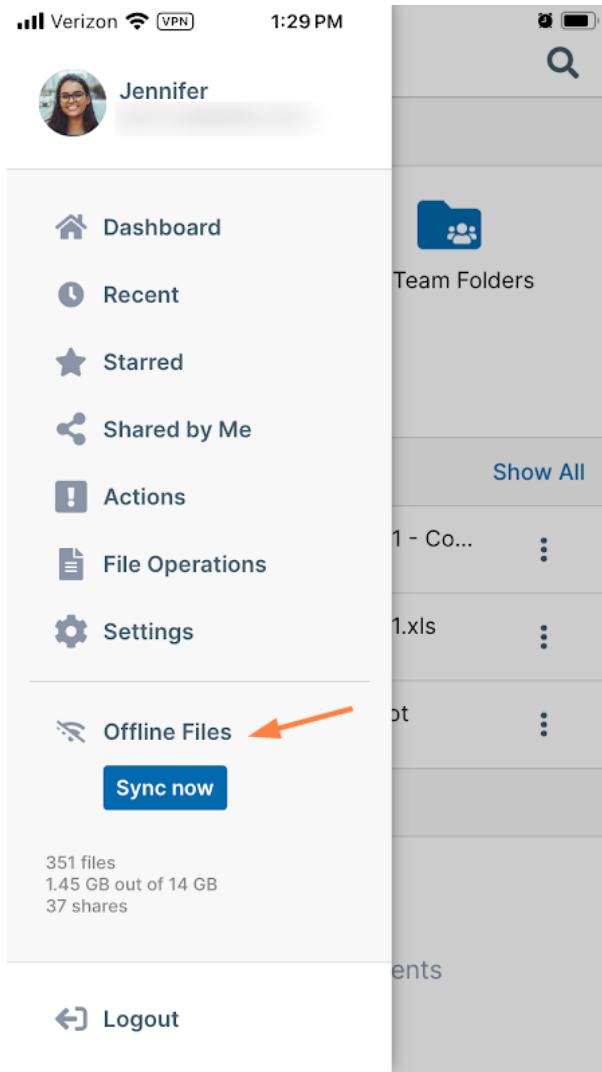 Verizon VPN 1:29 PM
Jennifer
Dashboard
Recent
Starred
Shared by Me
Actions
File Operations
Settings
Offline Files
Sync now
351 files
1.45 GB out of 14 GB
37 shares
Logout
Team Folders
Show All
1 - Co...
1.xls
ot
ents